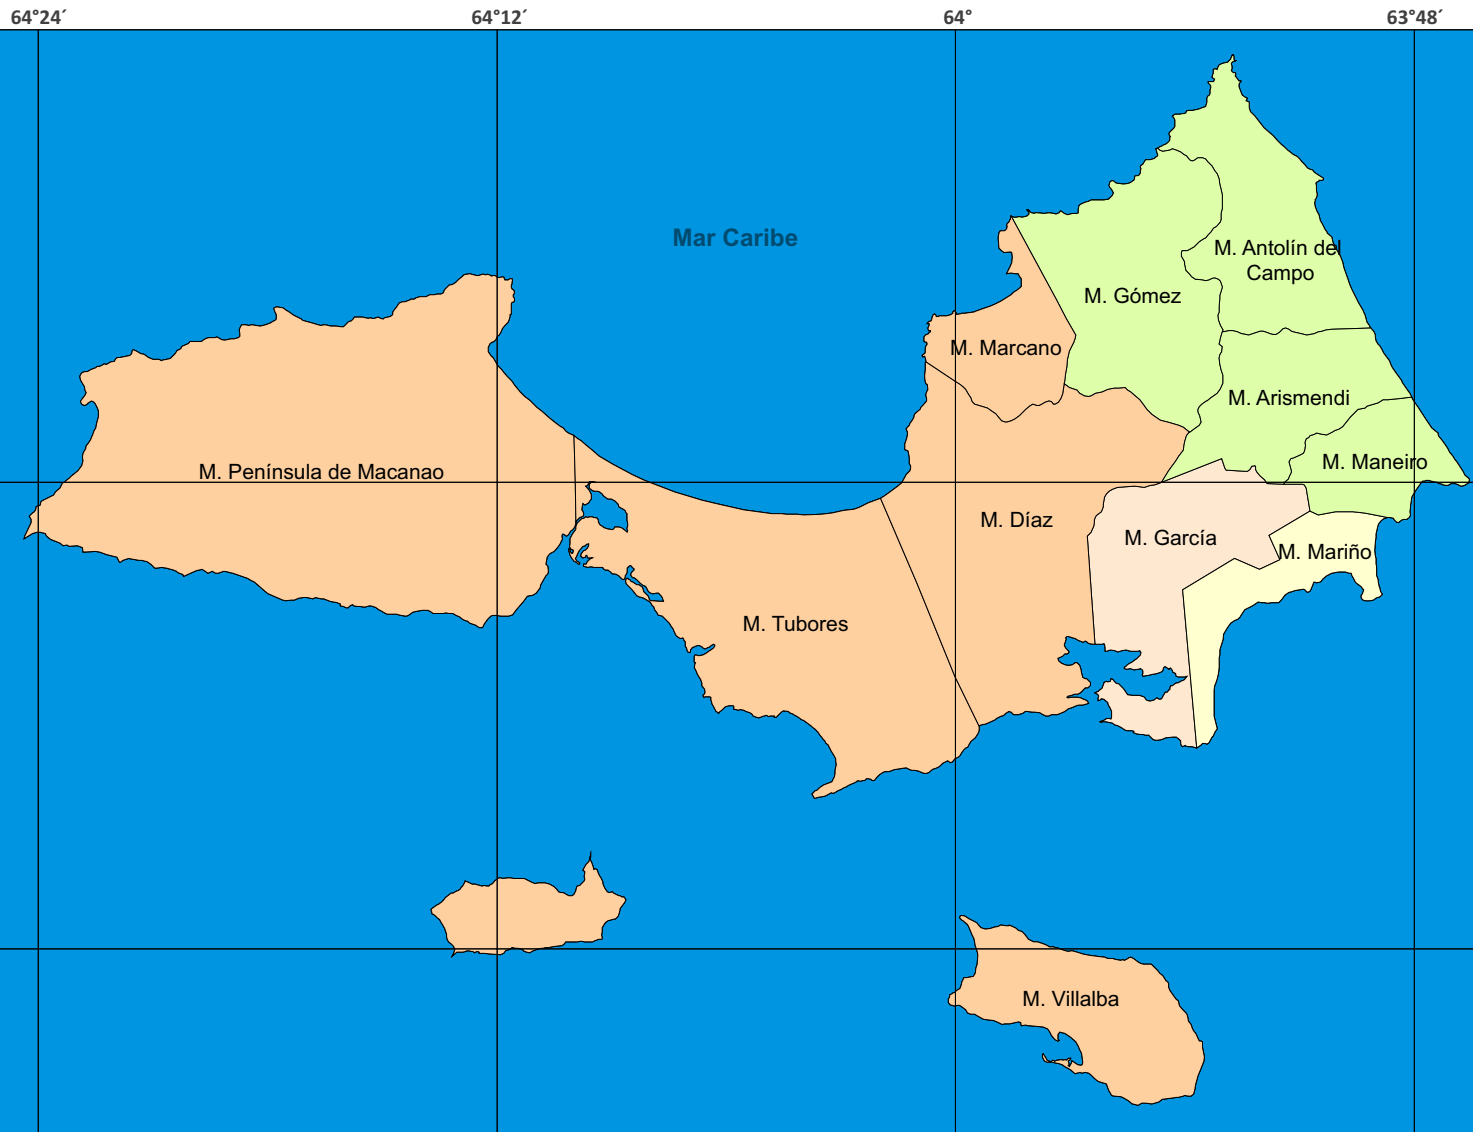 64°24´ 64°12´ 64° 63°48´
Mar Caribe
M. Antolín del
Campo
M. Gómez
M. Marcano
M. Arismendi
M. Maneiro
M. Península de Macanao
M. Díaz
M. García
M. Mariño
M. Tubores
M. Villalba